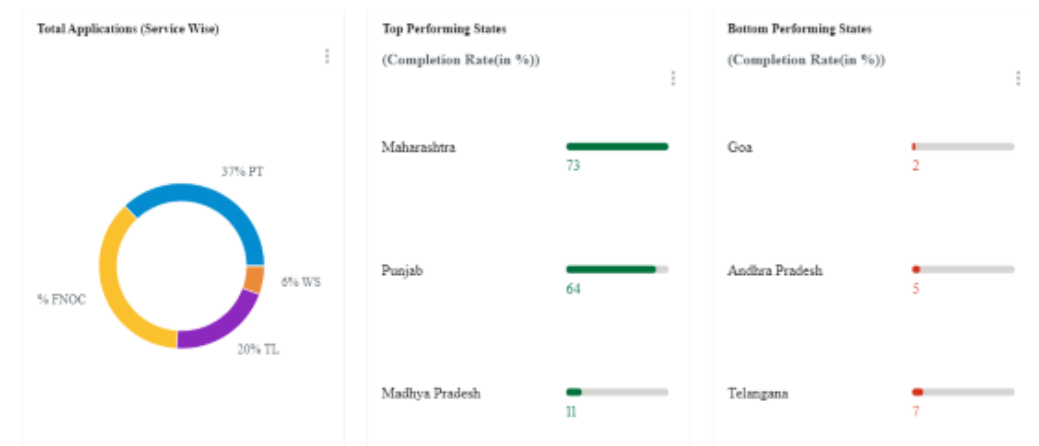 Total Applications (Service Wise)
37% PT
6% WS
% FNOC
20% TL
Top Performing States
(Completion Rate(in %))
Maharashtra
73
Punjab
64
Madhya Pradesh
11
Bottom Performing States
(Completion Rate(in %))
Goa
2
Andhra Pradesh
5
Telangana
7